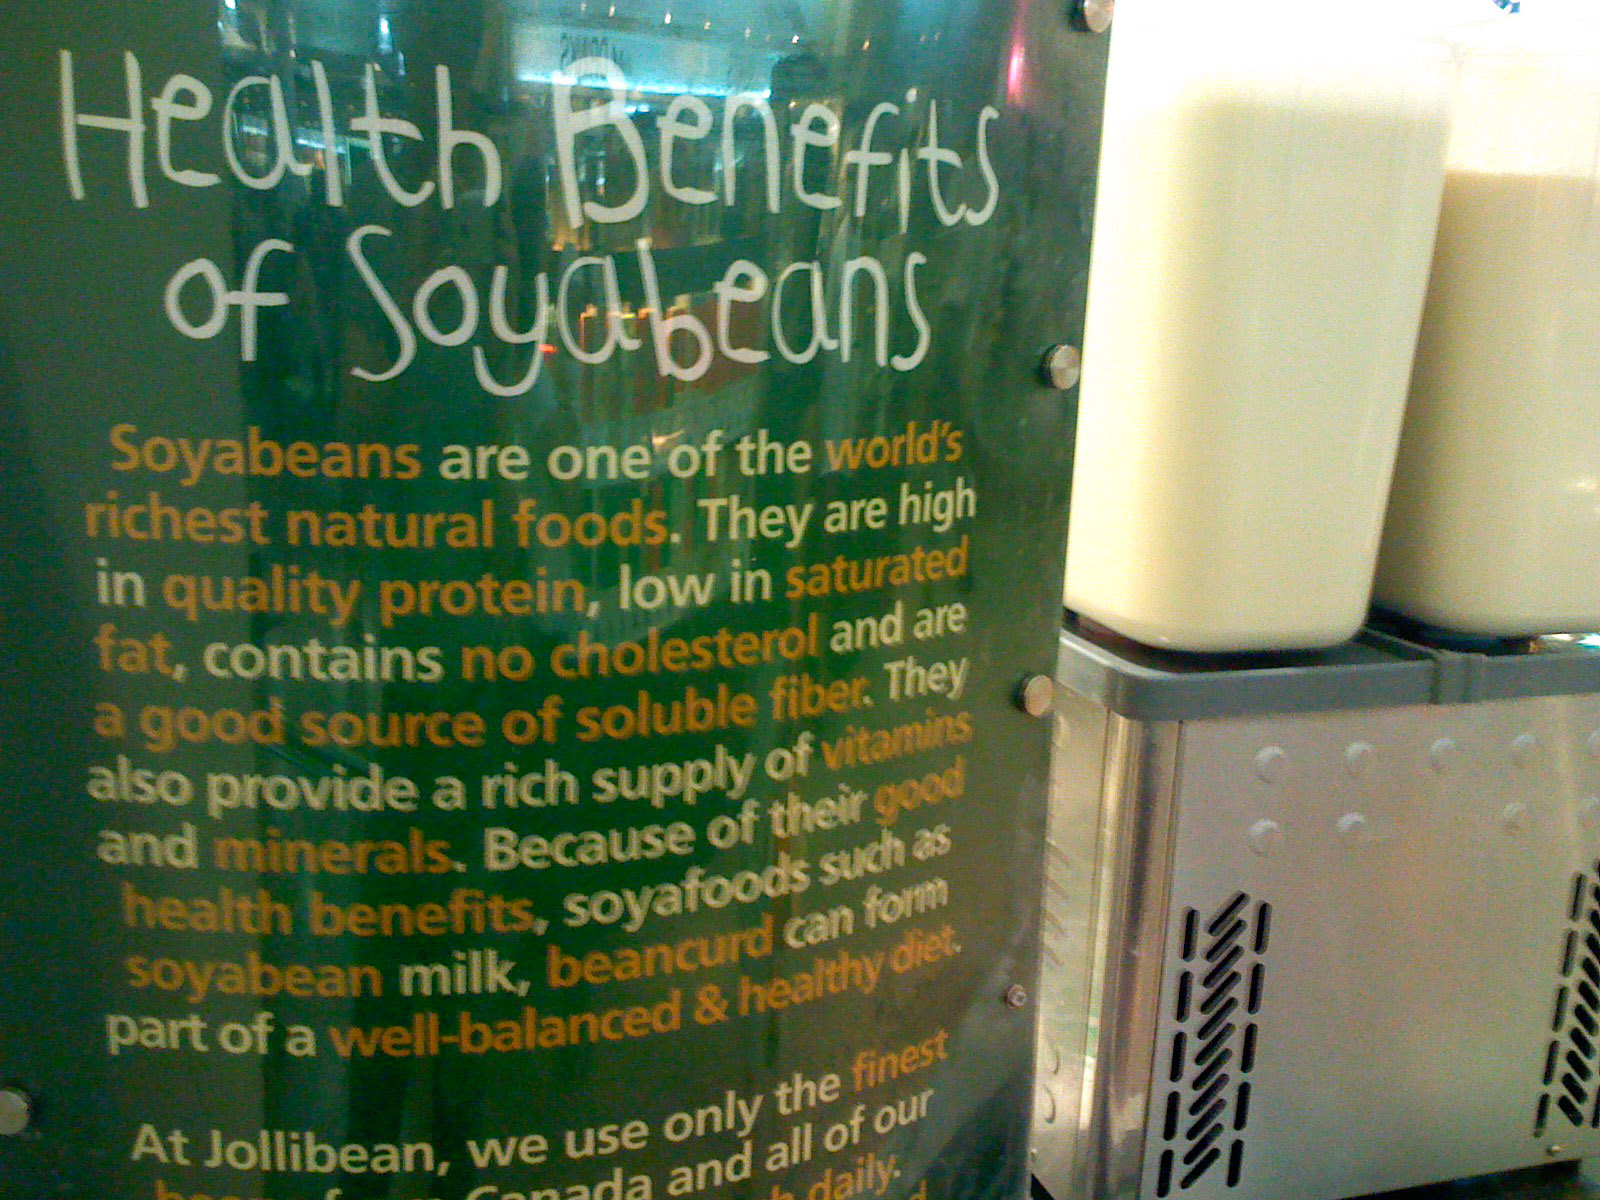 Health Benefits
of Soyabeans
Soyabeans are one of the world's
richest natural foods. They are high
in quality protein, low in saturated
fat, contains no cholesterol and are
a good source of soluble fiber. They
also provide a rich supply of vitamins
and minerals. Because of their good
health benefits, soyafoods such as
soyabean milk, beancurd can form
part of a well-balanced & healthy diet.
At Jollibean, we use only the finest
from Canada and all of our
daily.